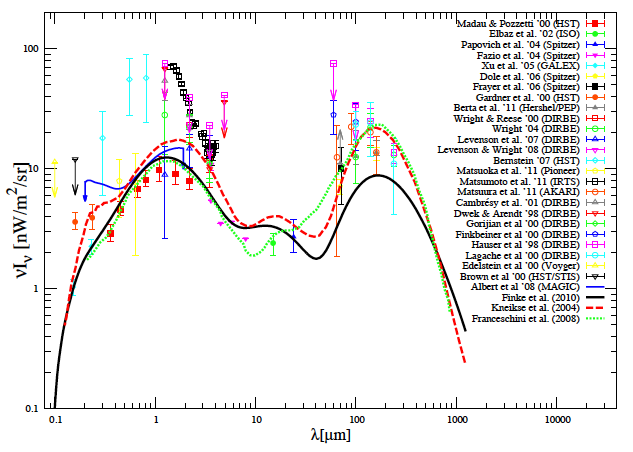 Madau & Pozzetti '00 (HST)
Elbaz et al. '02 (ISO)
Papovich et al. '04 (Spitzer)
Fazio et al. '04 (Spitzer)
Xu et al. '05 (GALEX)
Dole et al. '06 (Spitzer)
Frayer et al. '06 (Spitzer)
Gardner et al. '00 (HST)
Berta et al. '11 (Hershel/PEP)
Wright & Reese '00 (DIRBE)
Wright '04 (DIRBE)
Levenson et al. '07 (DIRBE)
Levenson & Wright '08 (DIRBE)
Bernstein '07 (HST)
Matsuoka et al. '11 (Pioneer)
Matsumoto et al. '11 (IRTS)
Matsuura et al. '11 (AKARI)
Cambrésy et al. '01 (DIRBE)
Dwek & Arendt '98 (DIRBE)
Gorijian et al. '00 (DIRBE)
Finkbeiner et al. '00 (DIRBE)
Hauser et al. '98 (DIRBE)
Lagache et al. '00 (DIRBE)
Edelstein et al. '00 (Voyger)
Brown et al. '00 (HST/STIS)
Albert et al '08 (MAGIC)
Finke et al. (2010)
Kneikse et al. (2004)
Franceschini et al. (2008)
νIν [nW/m²/sr]
100
10
1
0.1
0.1
1
10
100
1000
10000
λ[μm]